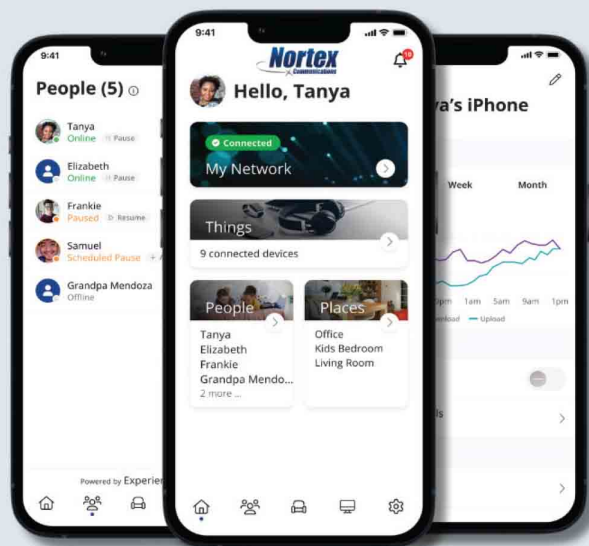 9:41
People (5)
Tanya
Online Pause
Elizabeth
Online Pause
Frankie
Paused Resume
Samuel
Scheduled Pause +
Grandpa Mendoza
Offline
Powered by
9:41
Nortex
Communications
Hello, Tanya
Connected
My Network
Things
9 connected devices
People
Tanya
Elizabeth
Frankie
Grandpa Mendo...
2 more ...
Places
Office
Kids Bedroom
Living Room
a's iPhone
Week Month
1am 5am 9am 1pm
Upload